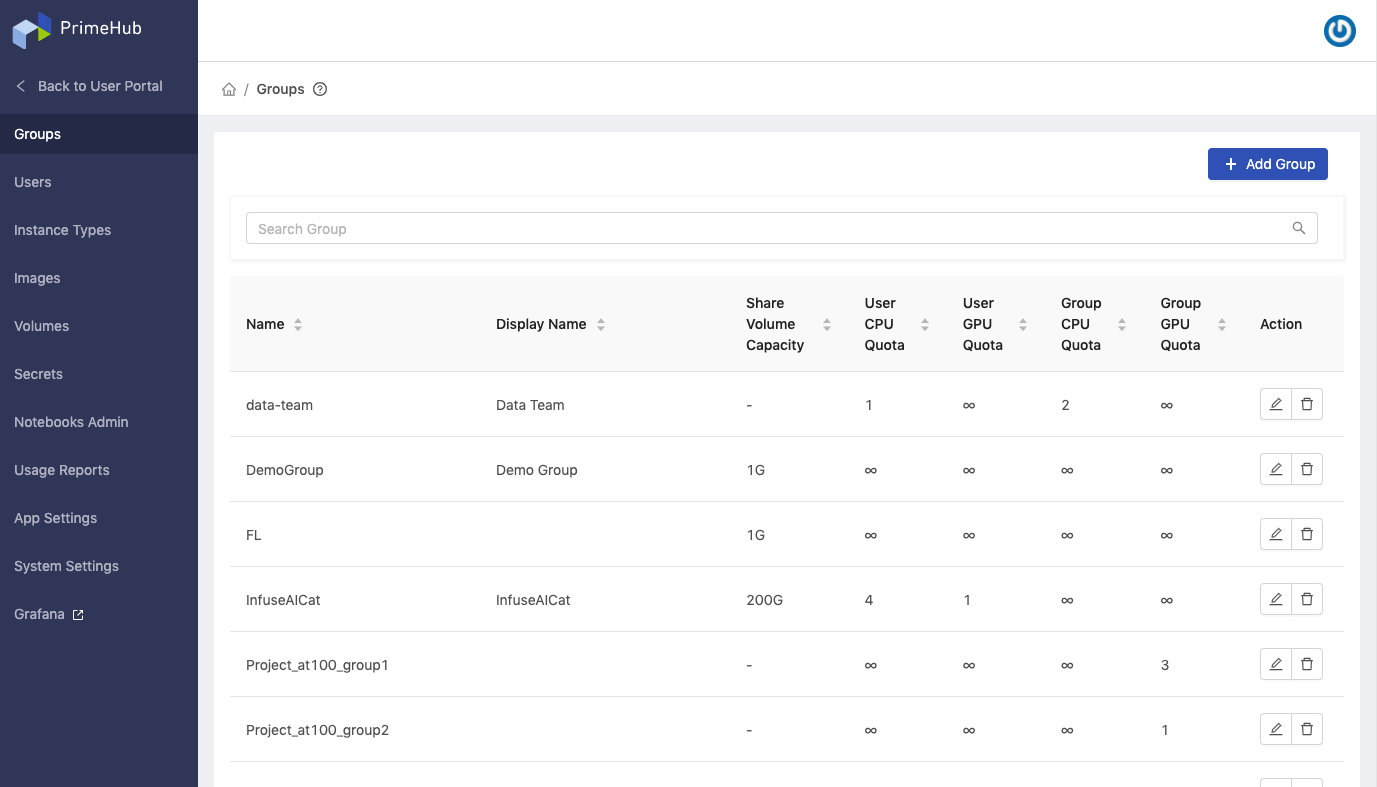 PrimeHub
Back to User Portal
Groups
Users
Instance Types
Images
Volumes
Secrets
Notebooks Admin
Usage Reports
App Settings
System Settings
Grafana
/ Groups
+ Add Group
Search Group
Name Display Name Share Volume Capacity User CPU Quota User GPU Quota Group CPU Quota Group GPU Quota Action
data-team Data Team - 1 ∞ 2 ∞
DemoGroup Demo Group 1G ∞ ∞ ∞ ∞
FL 1G ∞ ∞ ∞ ∞
InfuseAICat InfuseAICat 200G 4 1 ∞ ∞
Project_at100_group1 - ∞ ∞ ∞ 3
Project_at100_group2 - ∞ ∞ ∞ 1